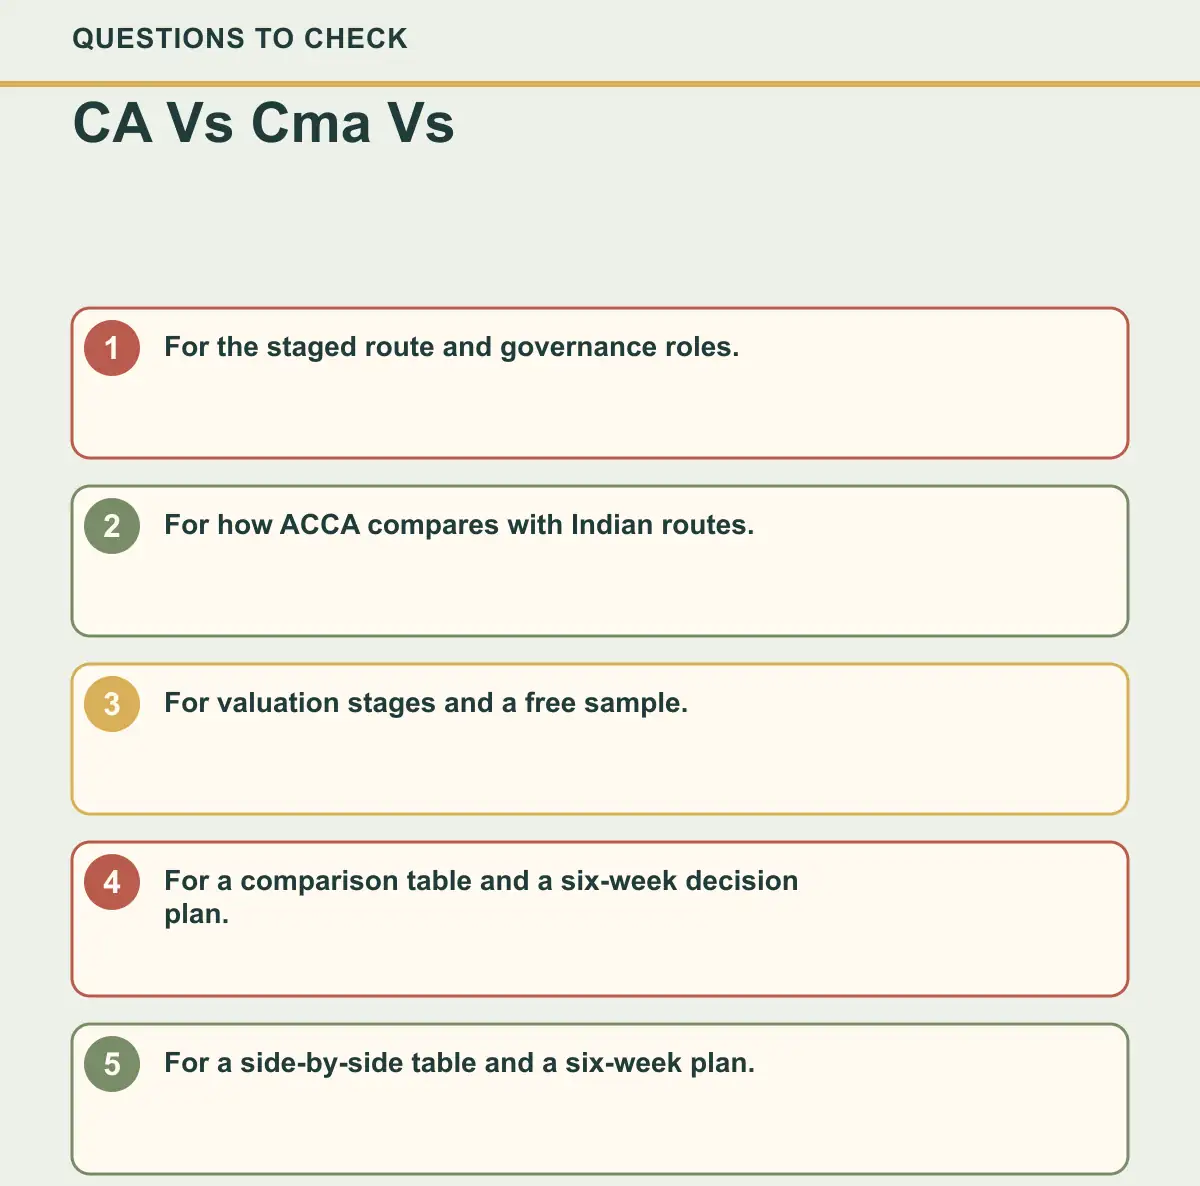 QUESTIONS TO CHECK
CA Vs Cma Vs
1 For the staged route and governance roles.
2 For how ACCA compares with Indian routes.
3 For valuation stages and a free sample.
4 For a comparison table and a six-week decision
plan.
5 For a side-by-side table and a six-week plan.